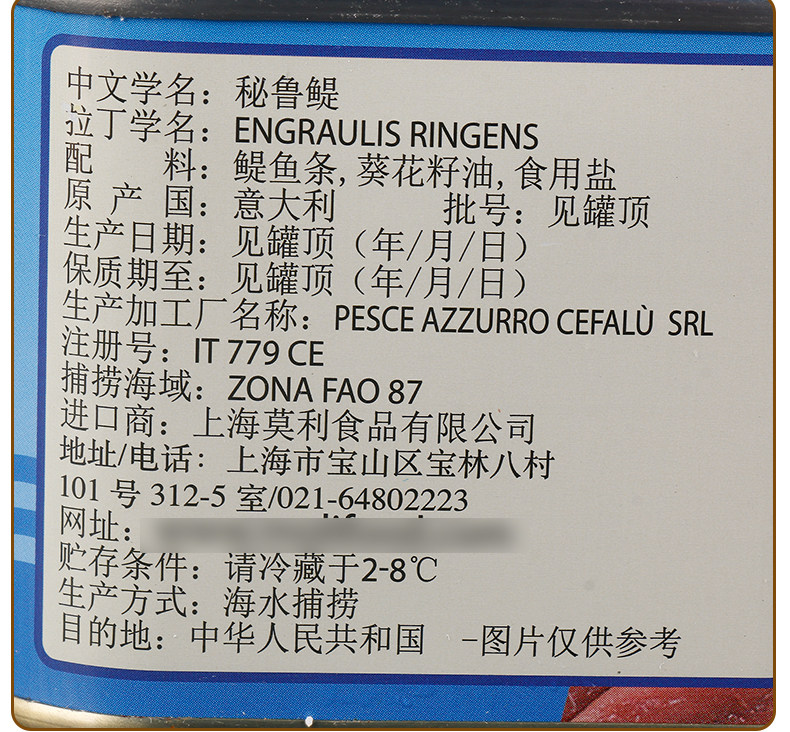 中文学名：秘鲁鳀
拉丁学名：ENGRAULIS RINGENS
配 料：鳀鱼条, 葵花籽油, 食用盐
原 产 国：意大利 批号：见罐顶
生产日期：见罐顶（年/月/日）
保质期至：见罐顶（年/月/日）
生产加工厂名称：PESCE AZZURRO CEFALÙ SRL
注册号：IT 779 CE
捕捞海域：ZONA FAO 87
进口商：上海莫利食品有限公司
地址/电话：上海市宝山区宝林八村
101 号 312-5 室/021-64802223
网址：
贮存条件：请冷藏于2-8℃
生产方式：海水捕捞
目的地：中华人民共和国 -图片仅供参考